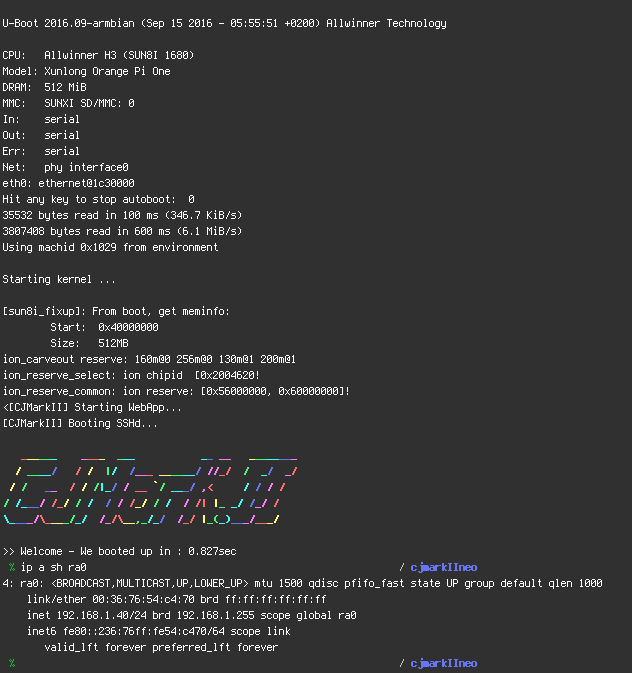 U-Boot 2016.09-armbian (Sep 15 2016 - 05:55:51 +0200) Allwinner Technology
CPU:   Allwinner H3 (SUN8I 1680)
Model: Xunlong Orange Pi One
DRAM:  512 MiB
MMC:   SUNXI SD/MMC: 0
In:    serial
Out:   serial
Err:   serial
Net:   phy interface0
eth0: ethernet@1c30000
Hit any key to stop autoboot:  0
35532 bytes read in 100 ms (346.7 KiB/s)
3807408 bytes read in 600 ms (6.1 MiB/s)
Using machid 0x1029 from environment
Starting kernel ...
[sun8i_fixup]: From boot, get meminfo:
        Start:  0x40000000
        Size:   512MB
ion_carveout reserve: 160m@0 256m@0 130m@1 200m@1
ion_reserve_select: ion chipid  [0x2004620!
ion_reserve_common: ion reserve: [0x56000000, 0x60000000]!
<[CJMarkII] Starting WebApp...
[CJMarkII] Booting SSHd...
>> Welcome - We booted up in : 0.827sec
% ip a sh ra0 / cjmarkIIneo
4: ra0: <BROADCAST,MULTICAST,UP,LOWER_UP> mtu 1500 qdisc pfifo_fast state UP group default qlen 1000
    link/ether 00:36:76:54:c4:70 brd ff:ff:ff:ff:ff:ff
    inet 192.168.1.40/24 brd 192.168.1.255 scope global ra0
    inet6 fe80::236:76ff:fe54:c470/64 scope link
       valid_lft forever preferred_lft forever
% / cjmarkIIneo